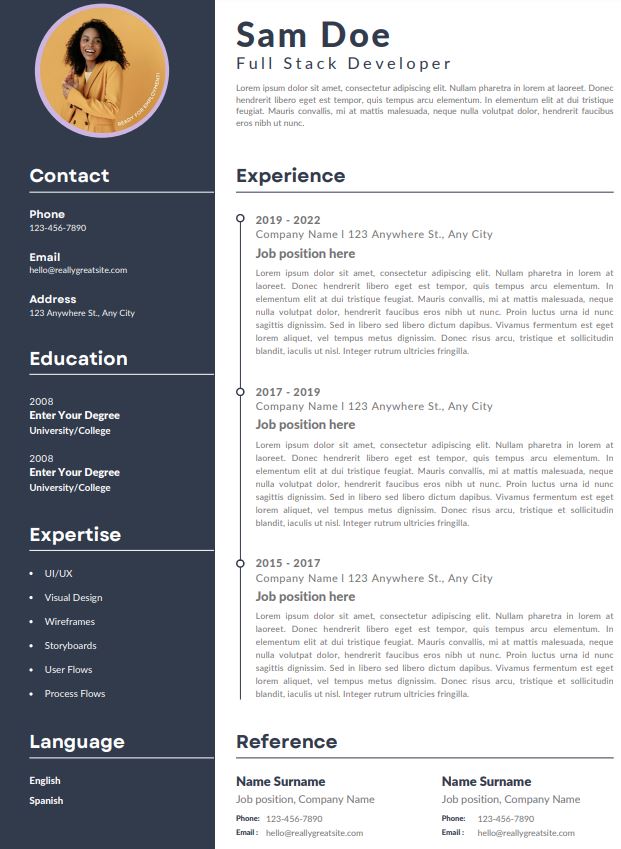 READY FOR EMPLOYMENT!
Contact
Phone
123-456-7890
Email
hello@reallygreatsite.com
Address
123 Anywhere St., Any City
Education
2008
Enter Your Degree
University/College
2008
Enter Your Degree
University/College
Expertise
• UI/UX
• Visual Design
• Wireframes
• Storyboards
• User Flows
• Process Flows
Language
English
Spanish
Sam Doe
Full Stack Developer
Lorem ipsum dolor sit amet, consectetur adipiscing elit. Nullam pharetra in lorem at laoreet. Donec
hendrerit libero eget est tempor, quis tempus arcu elementum. In elementum elit at dui tristique
feugiat. Mauris convallis, mi at mattis malesuada, neque nulla volutpat dolor, hendrerit faucibus
eros nibh ut nunc.
Experience
2019 - 2022
Company Name l 123 Anywhere St., Any City
Job position here
Lorem ipsum dolor sit amet, consectetur adipiscing elit. Nullam pharetra in lorem at
laoreet. Donec hendrerit libero eget est tempor, quis tempus arcu elementum. In
elementum elit at dui tristique feugiat. Mauris convallis, mi at mattis malesuada, neque
nulla volutpat dolor, hendrerit faucibus eros nibh ut nunc. Proin luctus urna id nunc
sagittis dignissim. Sed in libero sed libero dictum dapibus. Vivamus fermentum est eget
lorem aliquet, vel tempus metus dignissim. Donec risus arcu, tristique et sollicitudin
blandit, iaculis ut nisl. Integer rutrum ultricies fringilla.
2017 - 2019
Company Name l 123 Anywhere St., Any City
Job position here
Lorem ipsum dolor sit amet, consectetur adipiscing elit. Nullam pharetra in lorem at
laoreet. Donec hendrerit libero eget est tempor, quis tempus arcu elementum. In
elementum elit at dui tristique feugiat. Mauris convallis, mi at mattis malesuada, neque
nulla volutpat dolor, hendrerit faucibus eros nibh ut nunc. Proin luctus urna id nunc
sagittis dignissim. Sed in libero sed libero dictum dapibus. Vivamus fermentum est eget
lorem aliquet, vel tempus metus dignissim. Donec risus arcu, tristique et sollicitudin
blandit, iaculis ut nisl. Integer rutrum ultricies fringilla.
2015 - 2017
Company Name l 123 Anywhere St., Any City
Job position here
Lorem ipsum dolor sit amet, consectetur adipiscing elit. Nullam pharetra in lorem at
laoreet. Donec hendrerit libero eget est tempor, quis tempus arcu elementum. In
elementum elit at dui tristique feugiat. Mauris convallis, mi at mattis malesuada, neque
nulla volutpat dolor, hendrerit faucibus eros nibh ut nunc. Proin luctus urna id nunc
sagittis dignissim. Sed in libero sed libero dictum dapibus. Vivamus fermentum est eget
lorem aliquet, vel tempus metus dignissim. Donec risus arcu, tristique et sollicitudin
blandit, iaculis ut nisl. Integer rutrum ultricies fringilla.
Reference
Name Surname
Job position, Company Name
Phone: 123-456-7890
Email : hello@reallygreatsite.com
Name Surname
Job position, Company Name
Phone: 123-456-7890
Email : hello@reallygreatsite.com